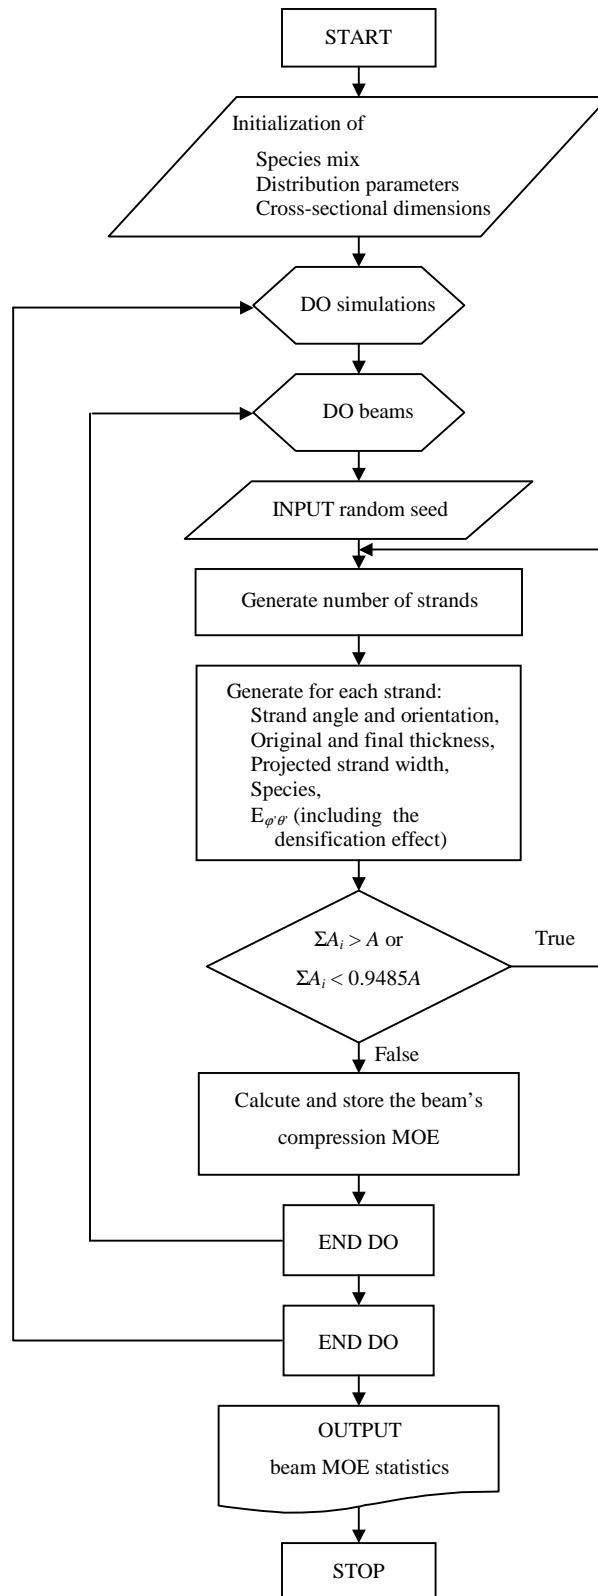 START
Initialization of
Species mix
Distribution parameters
Cross-sectional dimensions
DO simulations
DO beams
INPUT random seed
Generate number of strands
Generate for each strand:
Strand angle and orientation,
Original and final thickness,
Projected strand width,
Species,
Eφ'θ' (including the
densification effect)
ΣAi > A or
True
ΣAi < 0.9485A
False
Calcute and store the beam's
compression MOE
END DO
END DO
OUTPUT
beam MOE statistics
STOP